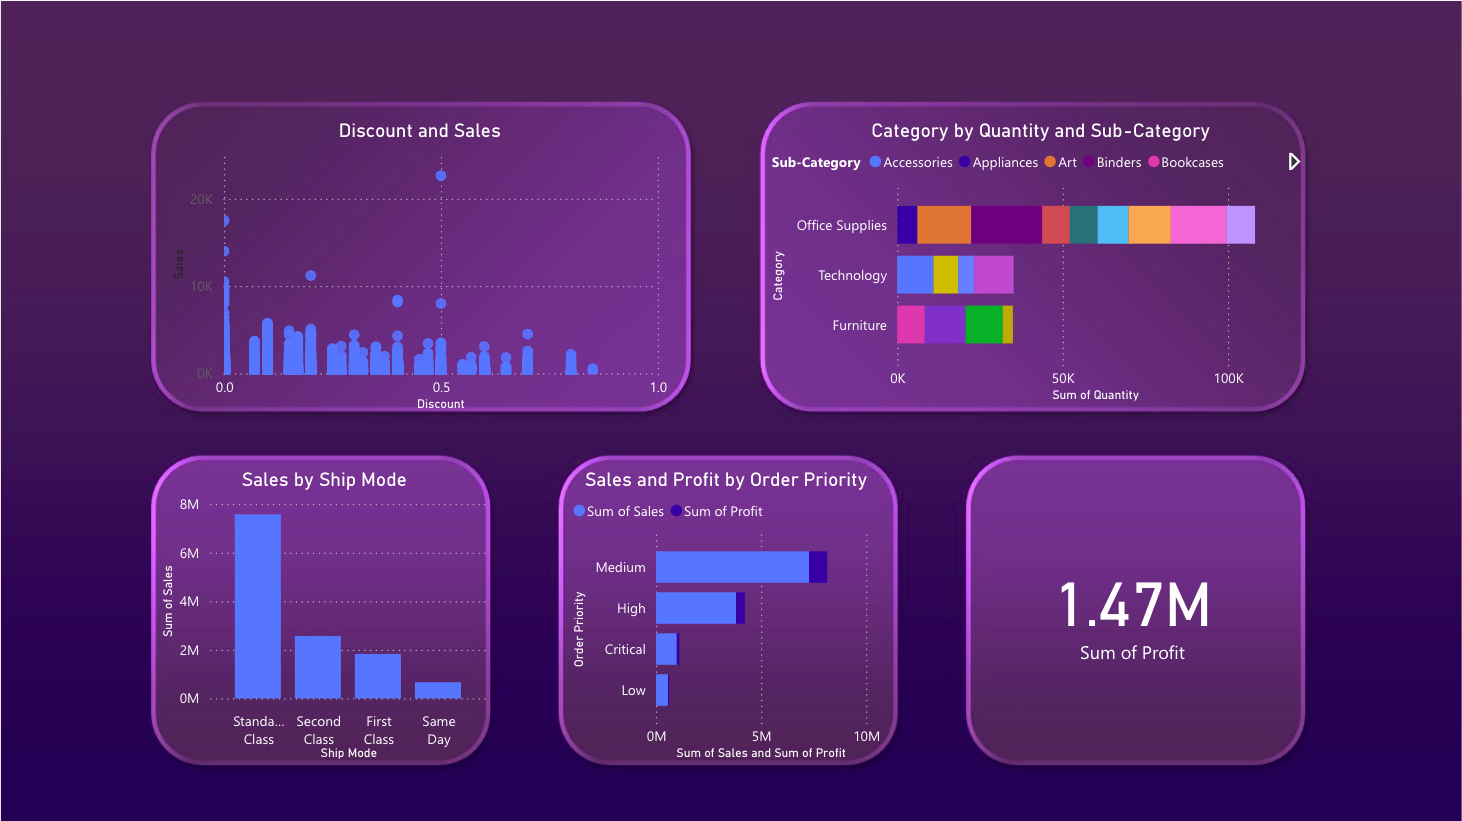 Discount and Sales
20K
10K
0K
Sales
0.0 0.5 1.0
Discount
Category by Quantity and Sub-Category
Sub-Category Accessories Appliances Art Binders Bookcases
Category
Office Supplies
Technology
Furniture
0K 50K 100K
Sum of Quantity
Sales by Ship Mode
8M
6M
4M
2M
0M
Sum of Sales
Standa... Second First Same
Class Class Class Day
Ship Mode
Sales and Profit by Order Priority
Sum of Sales Sum of Profit
Order Priority
Medium
High
Critical
Low
0M 5M 10M
Sum of Sales and Sum of Profit
1.47M
Sum of Profit